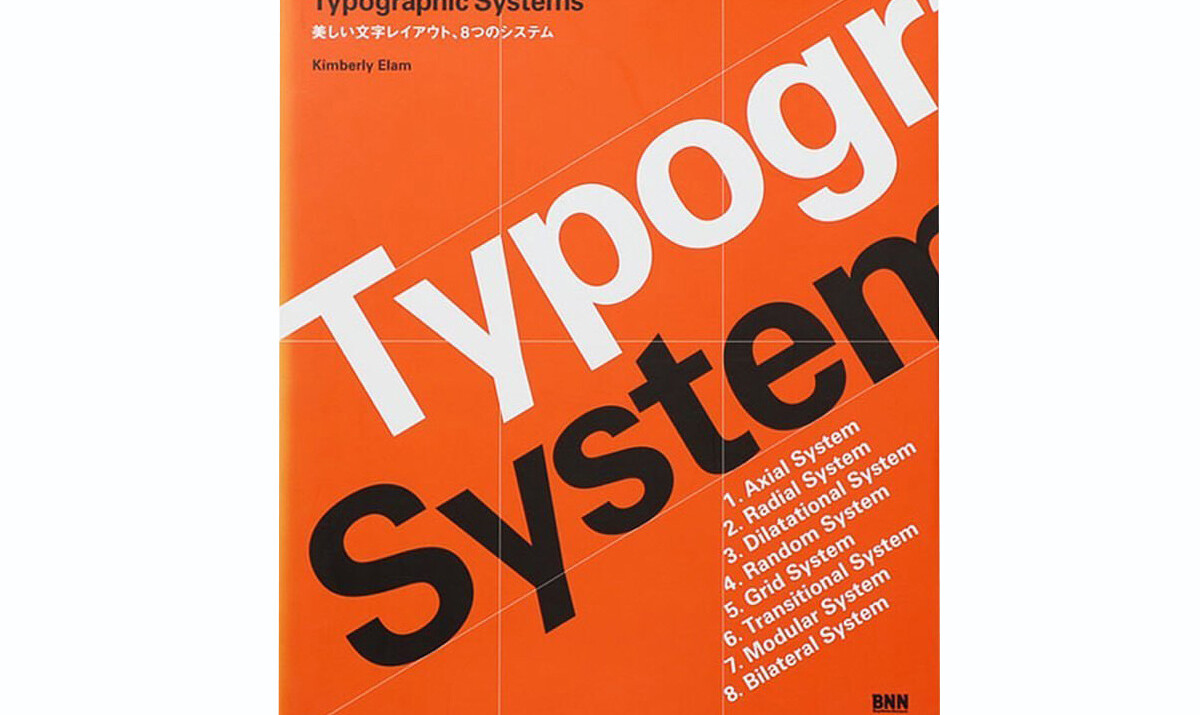 Typographic Systems
美しい文字レイアウト、8つのシステム
Kimberly Elam
Typogr
System
1. Axial System
2. Radial System
3. Dilatational System
4. Random System
5. Grid System
6. Transitional System
7. Modular System
8. Bilateral System
BNN